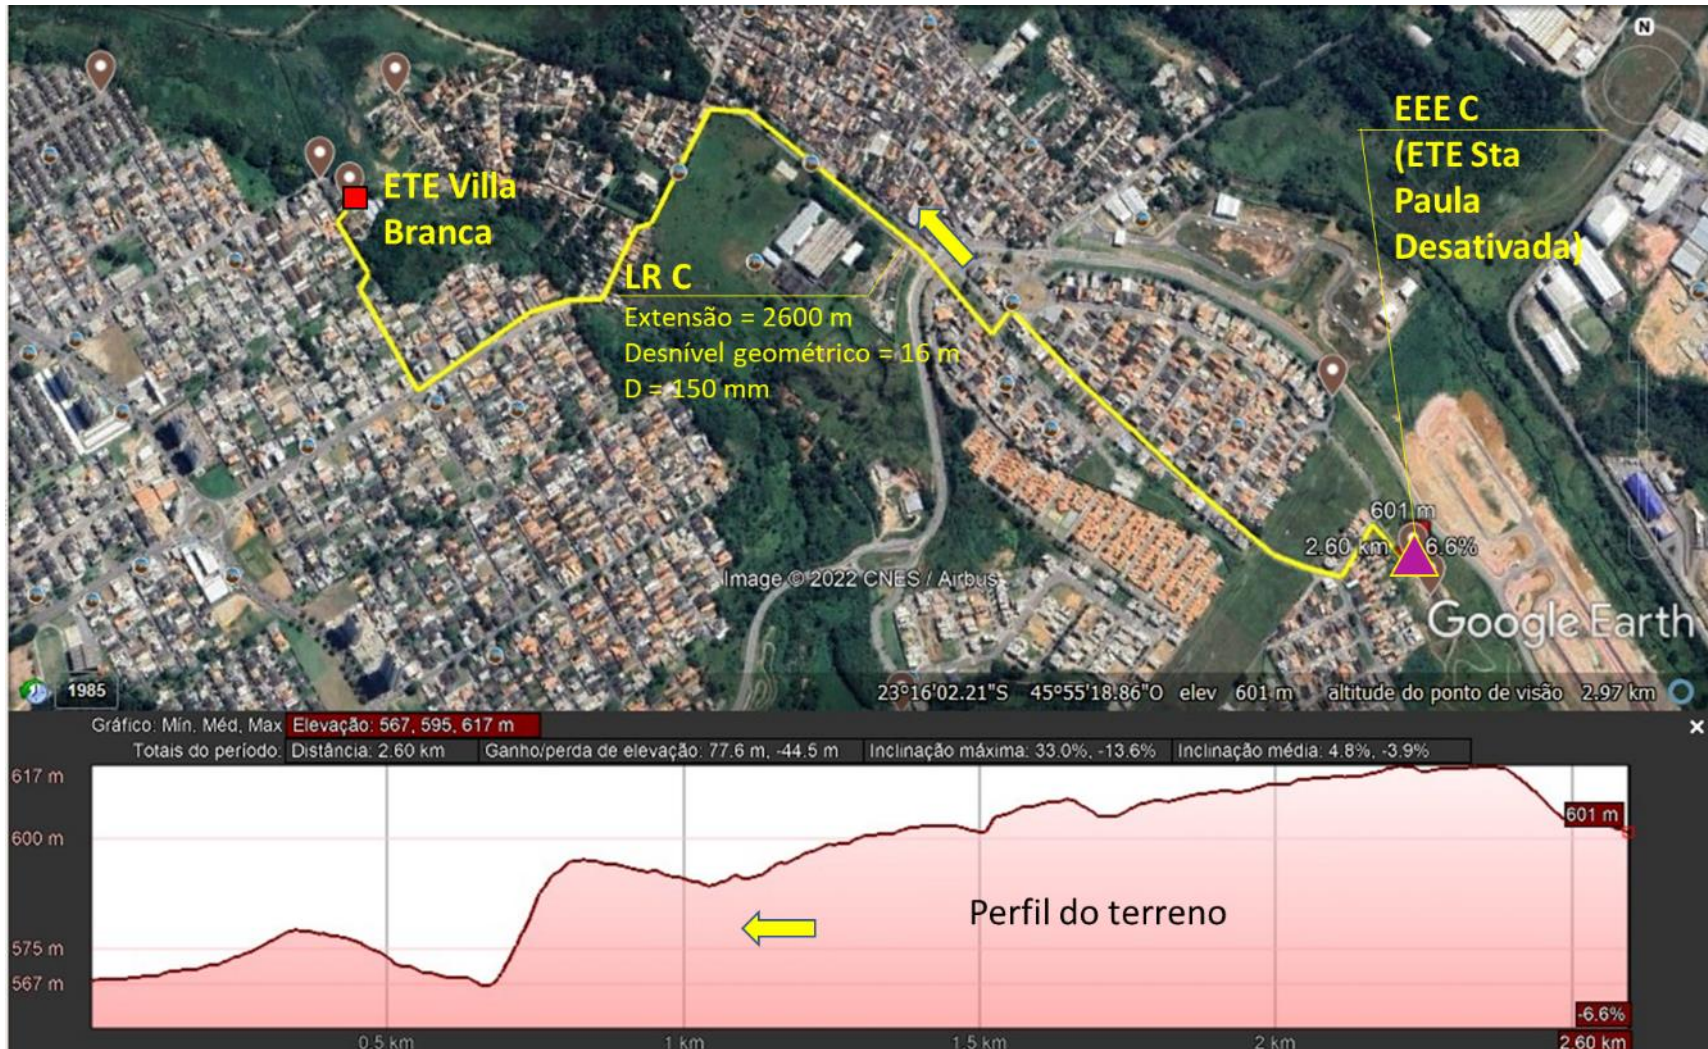 N
EEE C
(ETE Sta
Paula
Desativada)
ETE Villa
Branca
LR C
Extensão = 2600 m
Desnível geométrico = 16 m
D = 150 mm
601 m
2.60 km
6.6%
Image © 2022 CNES / Airbus
Google Earth
1985
23°16'02.21"S 45°55'18.86"O elev 601 m altitude do ponto de visão 2.97 km
Gráfico: Mín, Méd, Max Elevação: 567, 595, 617 m
Totais do período: Distância: 2.60 km Ganho/perda de elevação: 77.6 m, -44.5 m Inclinação máxima: 33.0%, -13.6% Inclinação média: 4.8%, -3.9%
617 m
601 m
600 m
Perfil do terreno
575 m
567 m
-6.6%
0.5 km 1 km 1.5 km 2 km 2.60 km